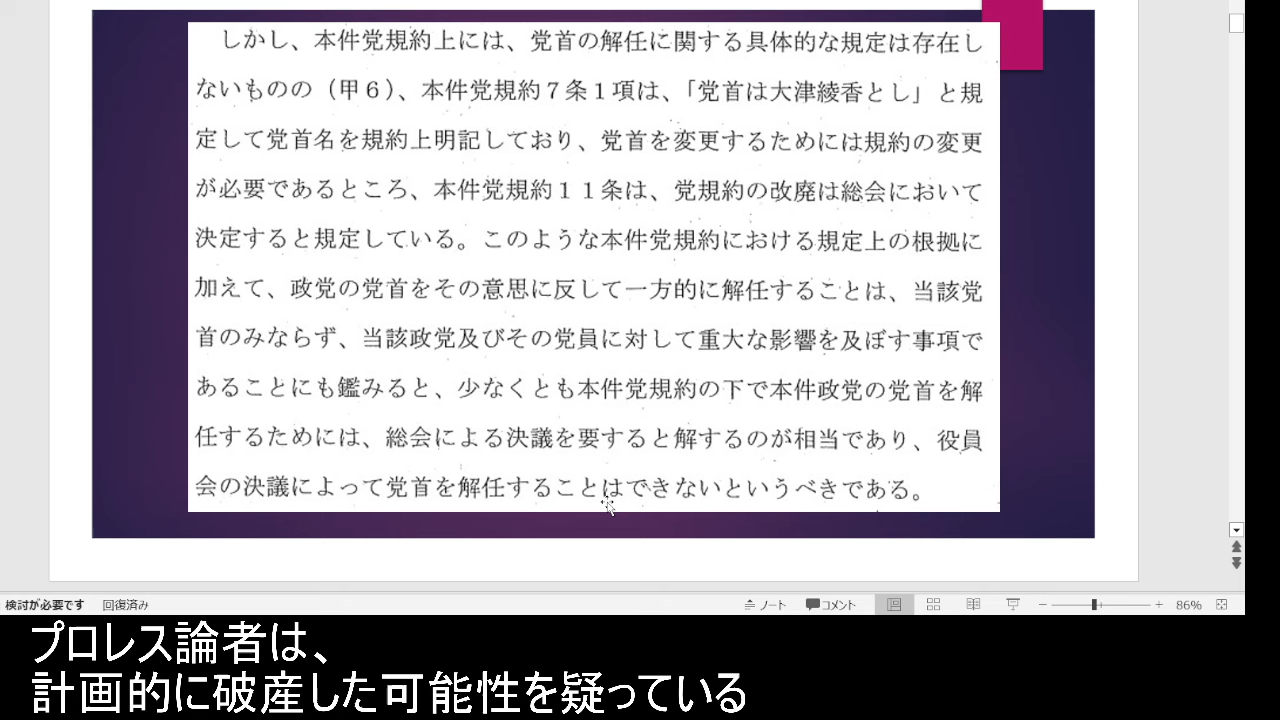 しかし、本件党規約上には、党首の解任に関する具体的な規定は存在し
ないものの（甲６）、本件党規約７条１項は、「党首は大津綾香とし」と規
定して党首名を規約上明記しており、党首を変更するためには規約の変更
が必要であるところ、本件党規約１１条は、党規約の改廃は総会において
決定すると規定している。このような本件党規約における規定上の根拠に
加えて、政党の党首をその意思に反して一方的に解任することは、当該党
首のみならず、当該政党及びその党員に対して重大な影響を及ぼす事項で
あることにも鑑みると、少なくとも本件党規約の下で本件政党の党首を解
任するためには、総会による決議を要すると解するのが相当であり、役員
会の決議によって党首を解任することはできないというべきである。
検討が必要です 回復済み ノート コメント 86%
プロレス論者は、
計画的に破産した可能性を疑っている